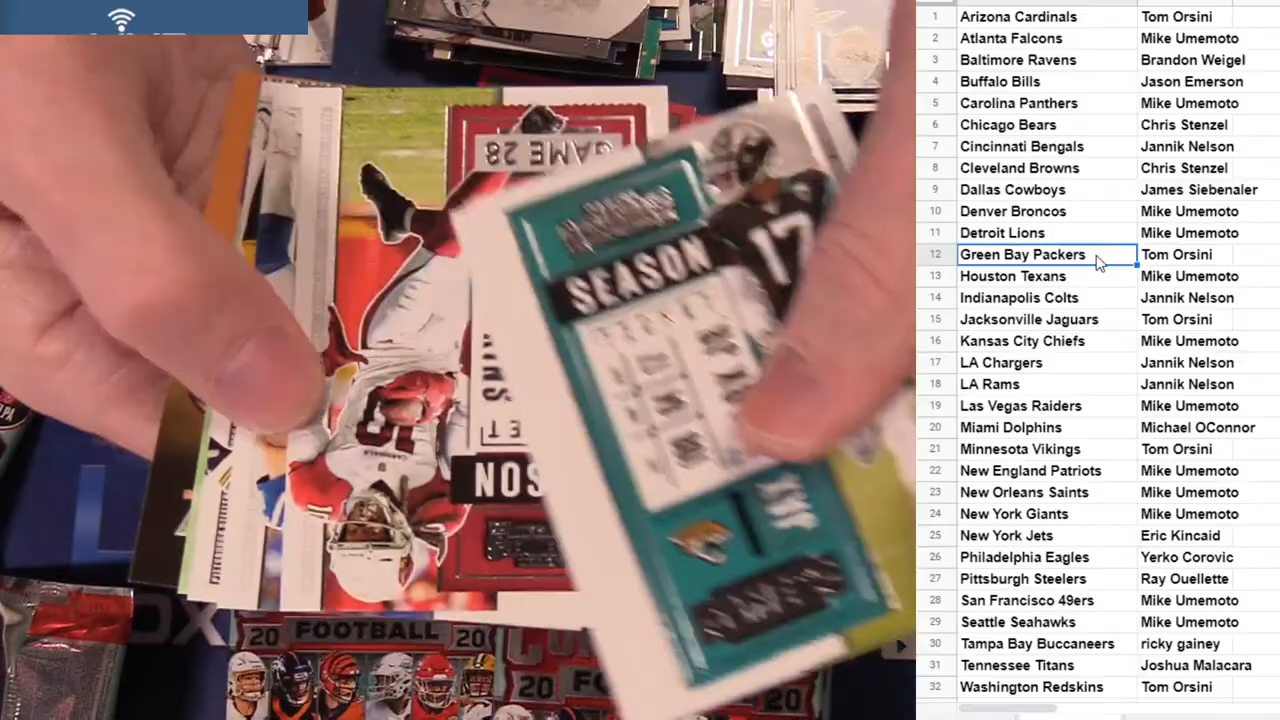 1 Arizona Cardinals Tom Orsini
2 Atlanta Falcons Mike Umemoto
3 Baltimore Ravens Brandon Weigel
4 Buffalo Bills Jason Emerson
5 Carolina Panthers Mike Umemoto
6 Chicago Bears Chris Stenzel
7 Cincinnati Bengals Jannik Nelson
8 Cleveland Browns Chris Stenzel
9 Dallas Cowboys James Siebenaler
10 Denver Broncos Mike Umemoto
11 Detroit Lions Mike Umemoto
12 Green Bay Packers Tom Orsini
13 Houston Texans Mike Umemoto
14 Indianapolis Colts Jannik Nelson
15 Jacksonville Jaguars Tom Orsini
16 Kansas City Chiefs Mike Umemoto
17 LA Chargers Jannik Nelson
18 LA Rams Jannik Nelson
19 Las Vegas Raiders Mike Umemoto
20 Miami Dolphins Michael OConnor
21 Minnesota Vikings Tom Orsini
22 New England Patriots Mike Umemoto
23 New Orleans Saints Mike Umemoto
24 New York Giants Mike Umemoto
25 New York Jets Eric Kincaid
26 Philadelphia Eagles Yerko Corovic
27 Pittsburgh Steelers Ray Ouellette
28 San Francisco 49ers Mike Umemoto
29 Seattle Seahawks Mike Umemoto
30 Tampa Bay Buccaneers ricky gainey
31 Tennessee Titans Joshua Malacara
32 Washington Redskins Tom Orsini
GAME 28
SEASON
17
10
CARDINALS
20 FOOTBALL 20
20